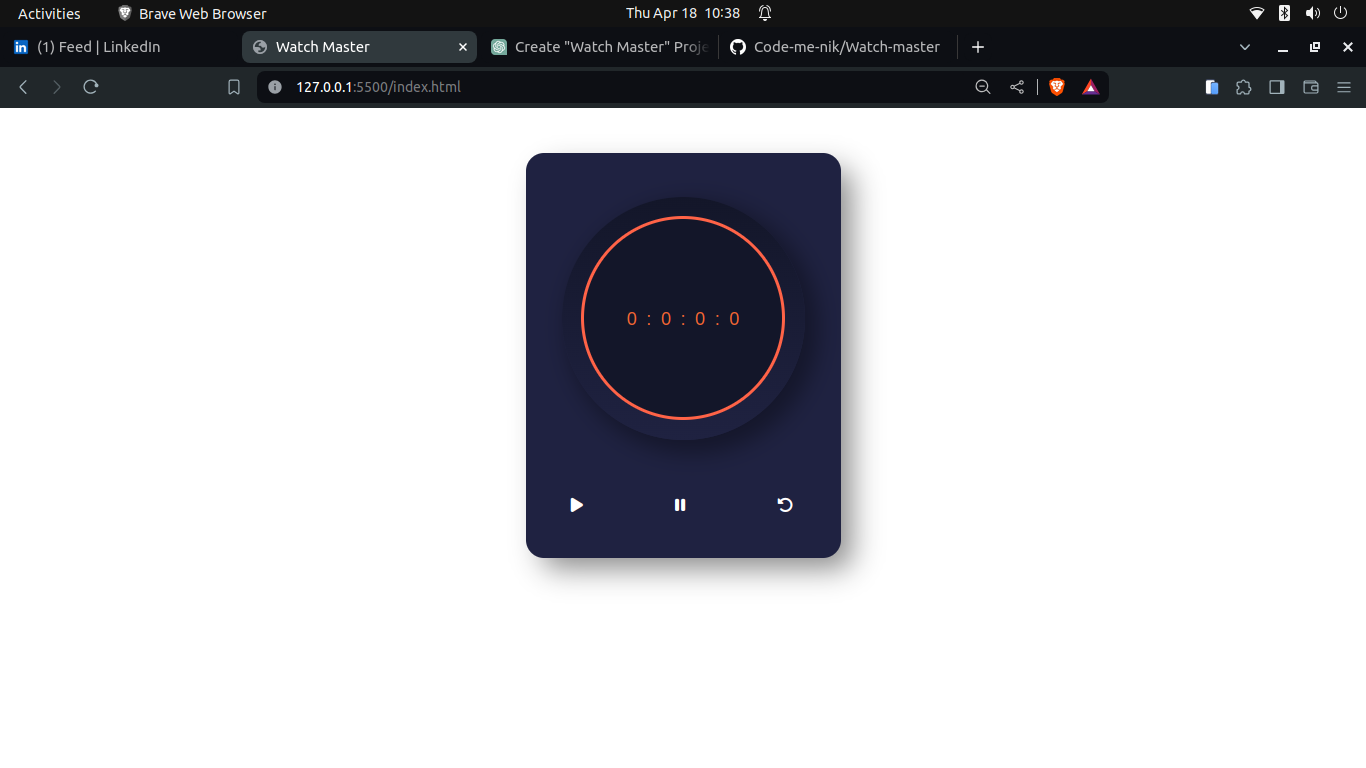 Activities Brave Web Browser Thu Apr 18 10:38
(1) Feed | LinkedIn Watch Master Create "Watch Master" Proje Code-me-nik/Watch-master
127.0.0.1:5500/index.html
0 : 0 : 0 : 0